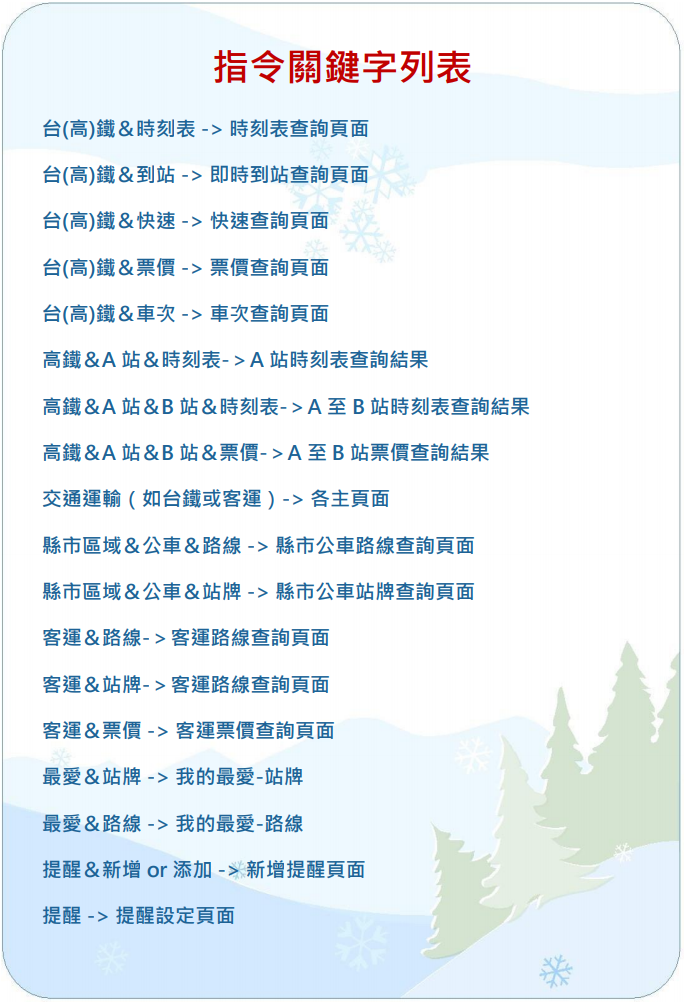 指令關鍵字列表
台(高)鐵＆時刻表 -> 時刻表查詢頁面
台(高)鐵＆到站 -> 即時到站查詢頁面
台(高)鐵＆快速 -> 快速查詢頁面
台(高)鐵＆票價 -> 票價查詢頁面
台(高)鐵＆車次 -> 車次查詢頁面
高鐵＆A 站＆時刻表-＞A 站時刻表查詢結果
高鐵＆A 站＆B 站＆時刻表-＞A 至 B 站時刻表查詢結果
高鐵＆A 站＆B 站＆票價-＞A 至 B 站票價查詢結果
交通運輸（如台鐵或客運）-> 各主頁面
縣市區域＆公車＆路線 -> 縣市公車路線查詢頁面
縣市區域＆公車＆站牌 -> 縣市公車站牌查詢頁面
客運＆路線-＞客運路線查詢頁面
客運＆站牌-＞客運路線查詢頁面
客運＆票價 -> 客運票價查詢頁面
最愛＆站牌 -> 我的最愛-站牌
最愛＆路線 -> 我的最愛-路線
提醒＆新增 or 添加 -> 新增提醒頁面
提醒 -> 提醒設定頁面